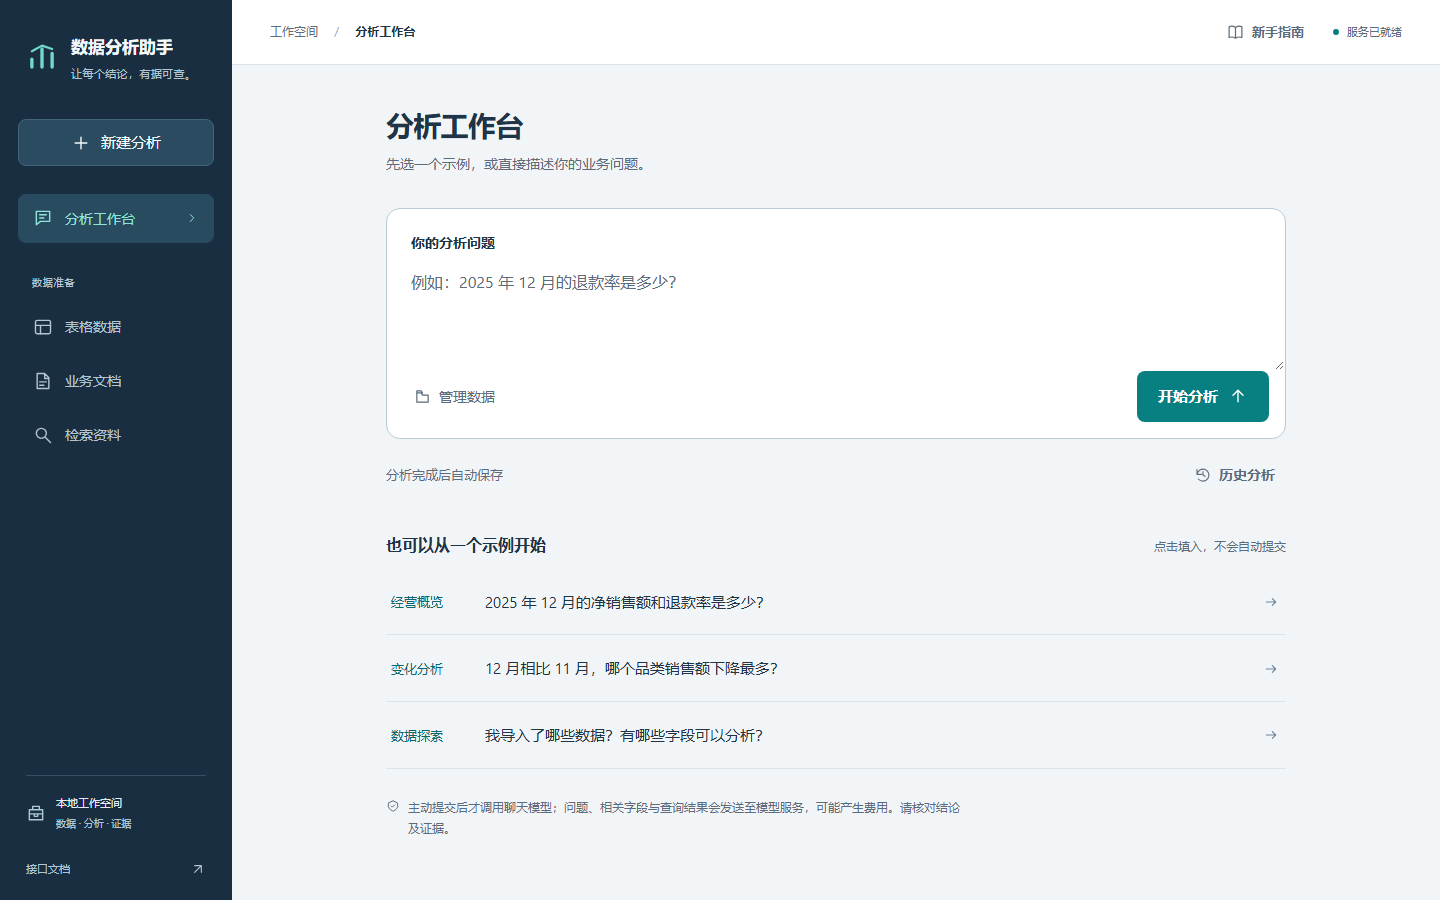 数据分析助手
让每个结论，有据可查。
新建分析
分析工作台
数据准备
表格数据
业务文档
检索资料
本地工作空间
数据 · 分析 · 证据
接口文档
工作空间 / 分析工作台
新手指南
服务已就绪
分析工作台
先选一个示例，或直接描述你的业务问题。
你的分析问题
例如：2025 年 12 月的退款率是多少？
管理数据
开始分析
分析完成后自动保存
历史分析
也可以从一个示例开始
点击填入，不会自动提交
经营概览 2025 年 12 月的净销售额和退款率是多少？
变化分析 12 月相比 11 月，哪个品类销售额下降最多？
数据探索 我导入了哪些数据？有哪些字段可以分析？
主动提交后才调用聊天模型；问题、相关字段与查询结果会发送至模型服务，可能产生费用。请核对结论
及证据。